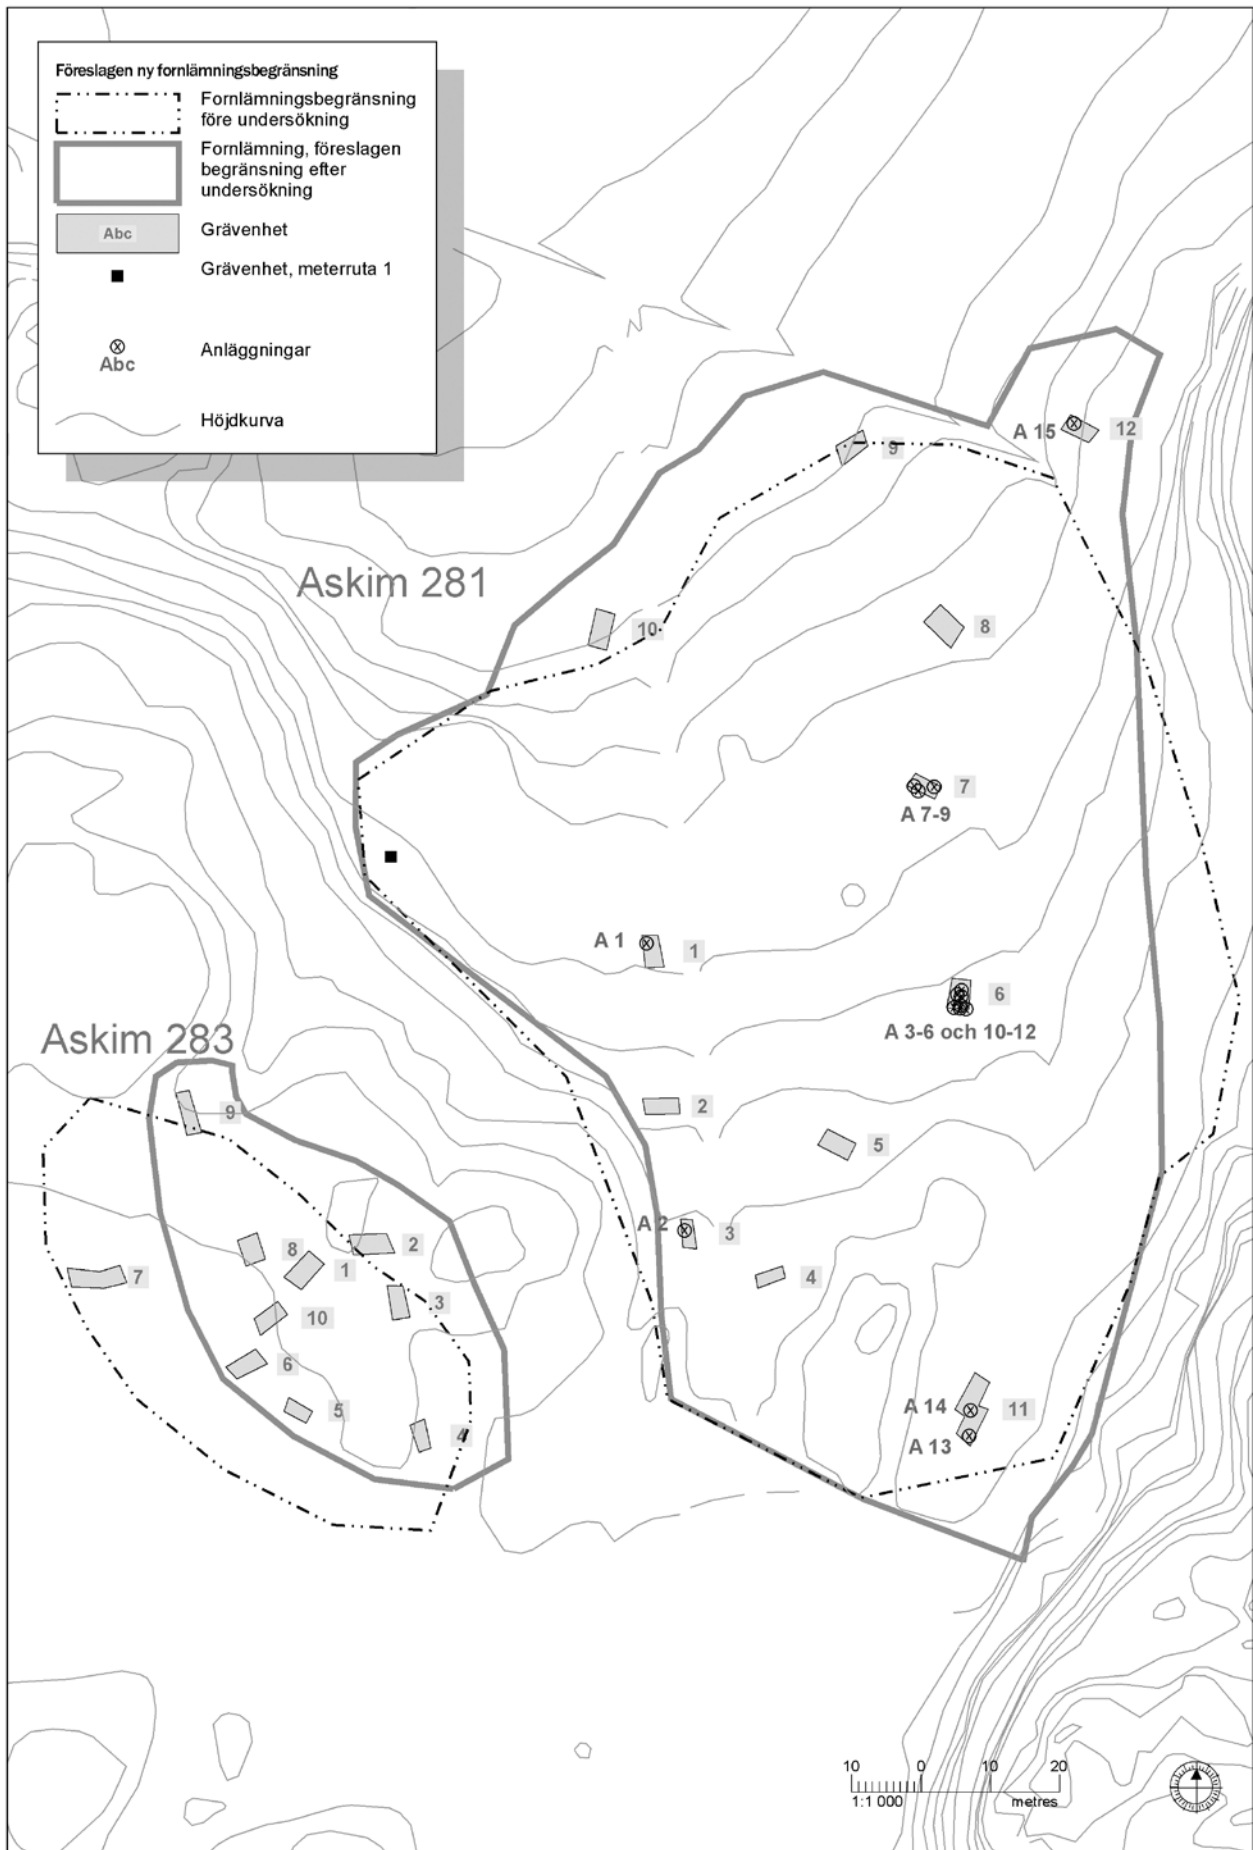 Föreslagen ny fornlämningsbegränsning
Fornlämningsbegränsning
före undersökning
Fornlämning, föreslagen
begränsning efter
undersökning
Abc
Grävenhet
Grävenhet, meterruta 1
Anläggningar
Abc
Höjdkurva
A 15
12
9
Askim 281
10
8
7
A 7-9
A 1
1
6
A 3-6 och 10-12
Askim 283
2
9
5
A 2
3
8
2
1
7
4
3
10
6
5
4
A 14
11
A 13
10
0
10
20
1:1 000
metres